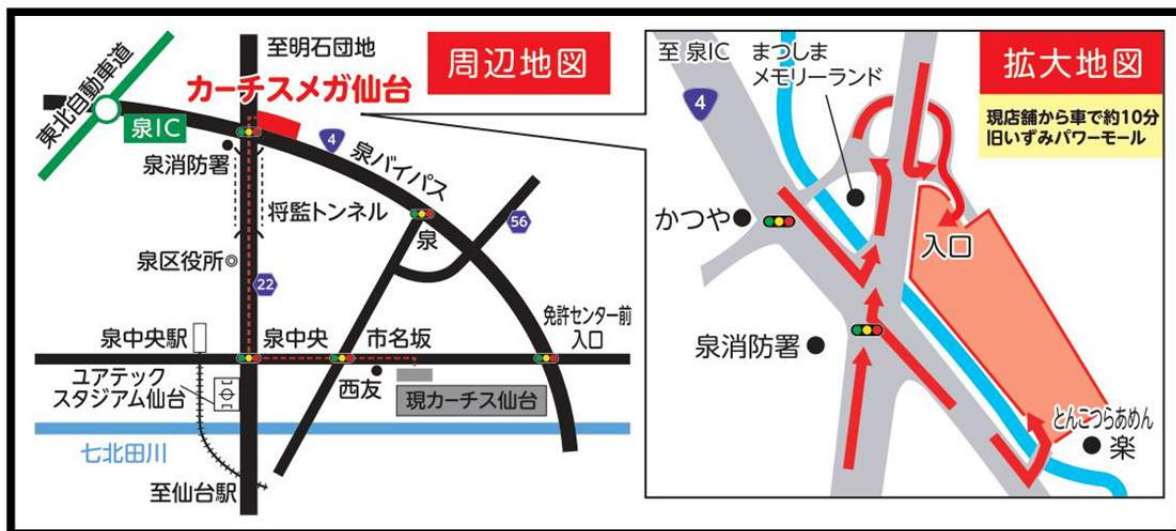 至明石団地
周辺地図
カーチスメガ仙台
東北自動車道
泉IC
4
泉バイパス
泉消防署
将監トンネル
泉
56
泉区役所
22
免許センター前
入口
泉中央駅
泉中央
市名坂
西友
ユアテック
スタジアム仙台
現カーチス仙台
七北田川
至仙台駅
至 泉IC
まつしま
メモリーランド
拡大地図
4
現店舗から車で約10分
旧いずみパワーモール
かつや
入口
泉消防署
とんこつらあめん
楽